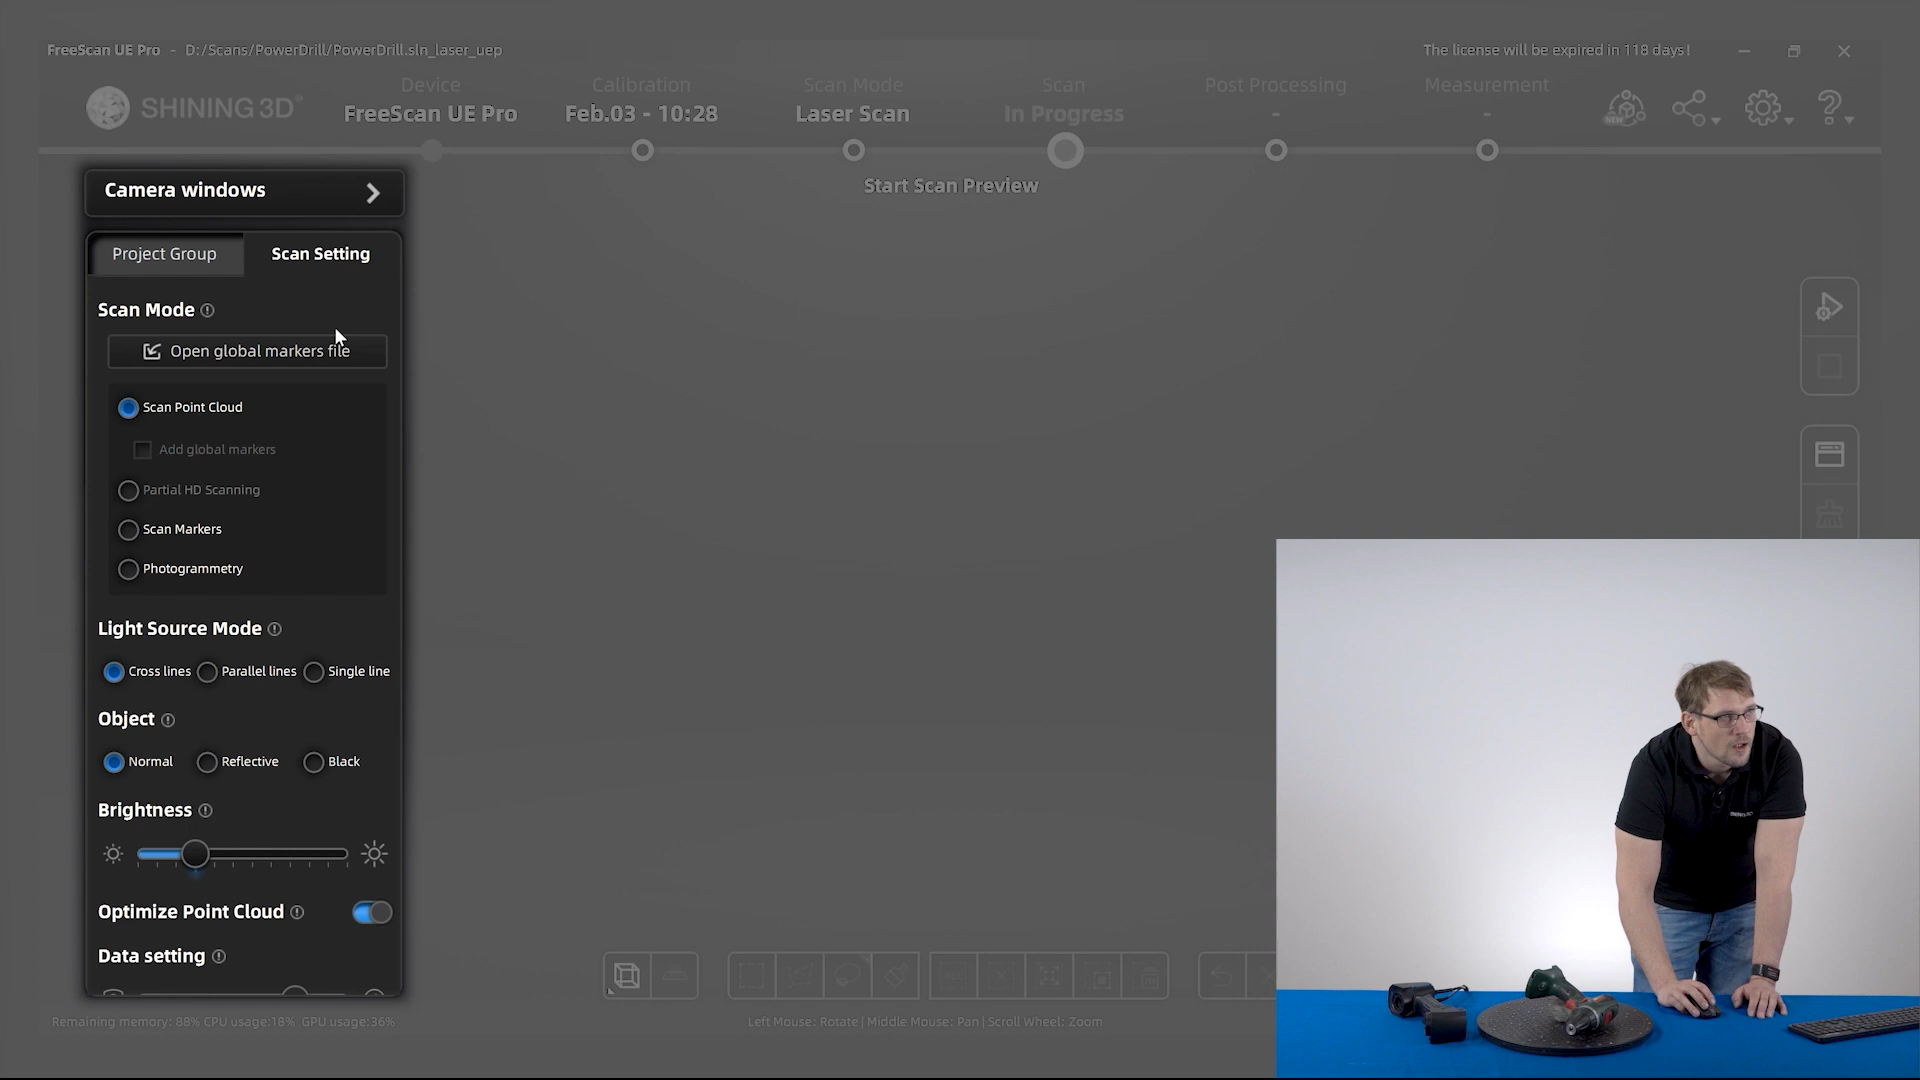 FreeScan UE Pro - D:/Scans/PowerDrill/PowerDrill.sln_laser_uep
The license will be expired in 118 days!
SHINING 3D®
Device
FreeScan UE Pro
Calibration
Feb.03 - 10:28
Scan Mode
Laser Scan
Scan
In Progress
Post Processing
-
Measurement
-
NEW
Start Scan Preview
Camera windows
Project Group
Scan Setting
Scan Mode
Open global markers file
Scan Point Cloud
Add global markers
Partial HD Scanning
Scan Markers
Photogrammetry
Light Source Mode
Cross lines
Parallel lines
Single line
Object
Normal
Reflective
Black
Brightness
Optimize Point Cloud
Data setting
Remaining memory: 88% CPU usage:18% GPU usage:36%
Left Mouse: Rotate | Middle Mouse: Pan | Scroll Wheel: Zoom